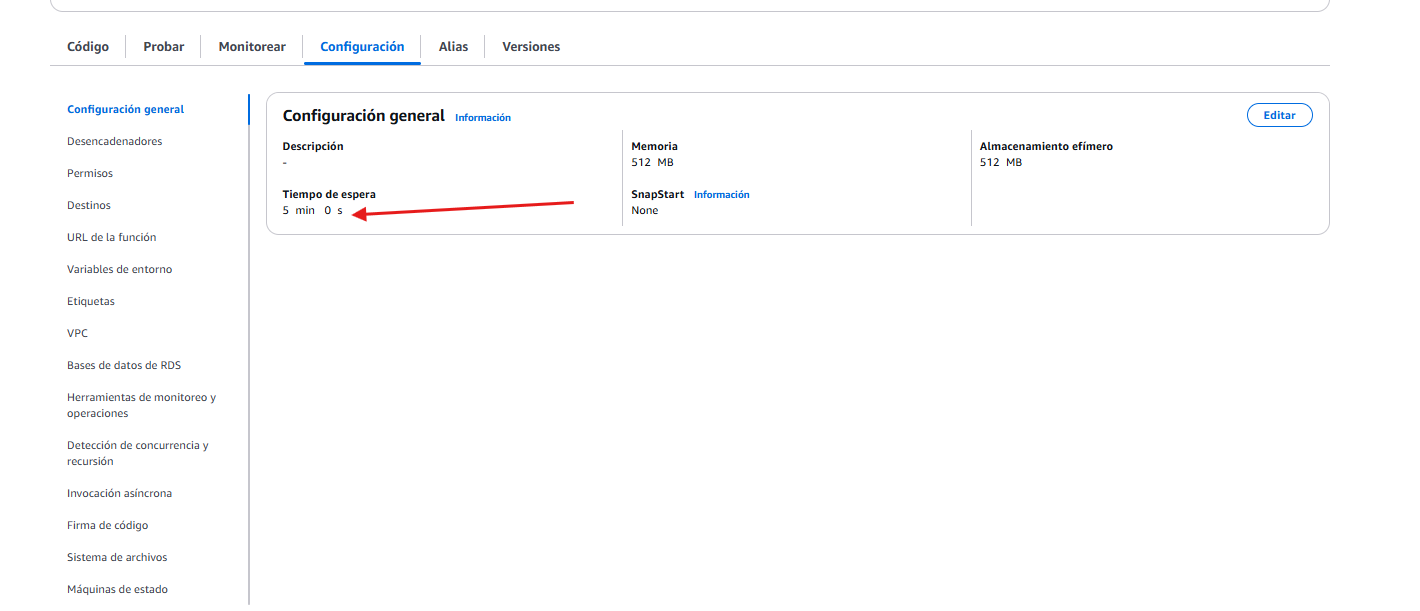 Código Probar Monitorear Configuración Alias Versiones
Configuración general
Desencadenadores
Permisos
Destinos
URL de la función
Variables de entorno
Etiquetas
VPC
Bases de datos de RDS
Herramientas de monitoreo y
operaciones
Detección de concurrencia y
recursión
Invocación asíncrona
Firma de código
Sistema de archivos
Máquinas de estado
Configuración general Información Editar
Descripción
-
Tiempo de espera
5 min 0 s
Memoria
512 MB
SnapStart Información
None
Almacenamiento efímero
512 MB